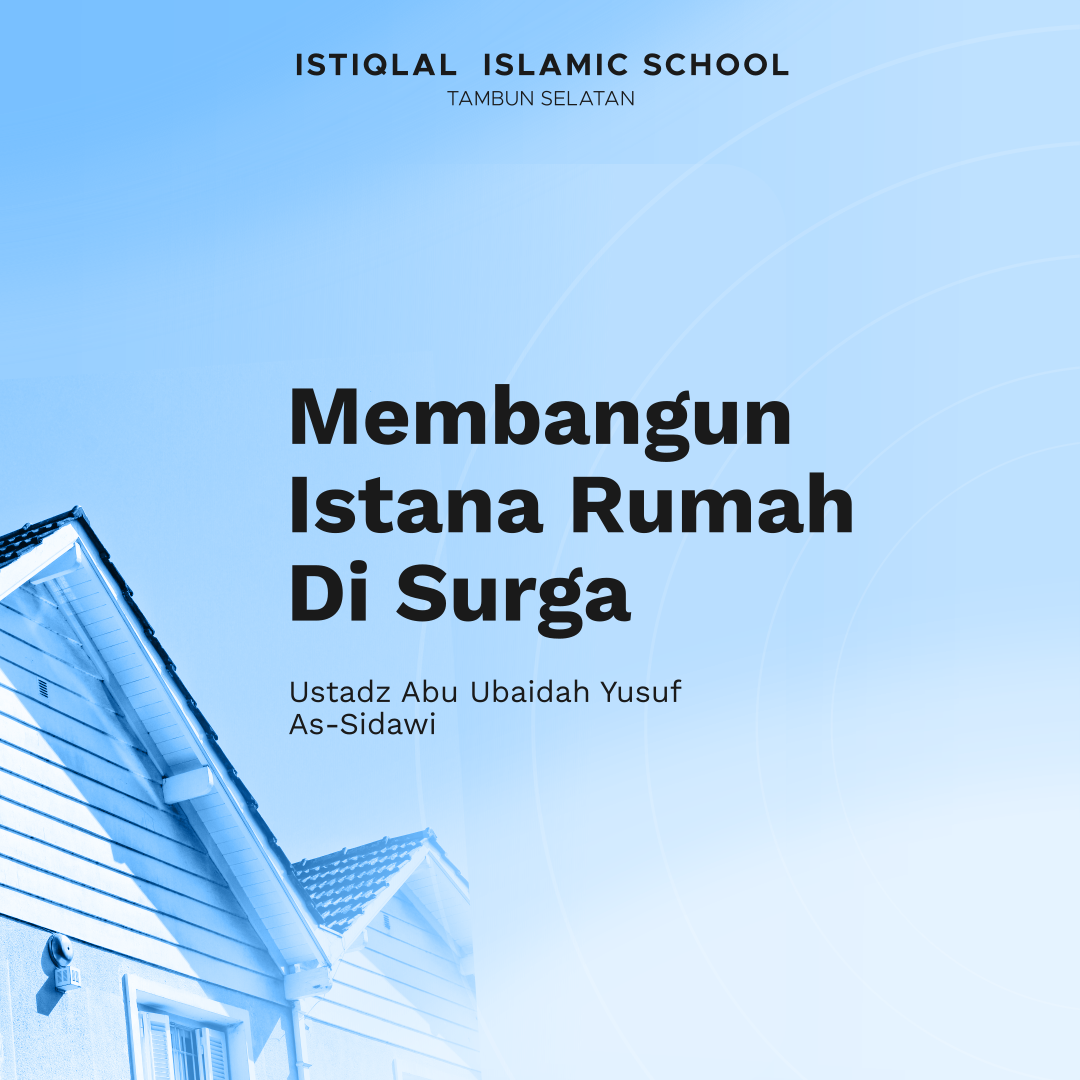 ISTIQLAL ISLAMIC SCHOOL
TAMBUN SELATAN
Membangun
Istana Rumah
Di Surga
Ustadz Abu Ubaidah Yusuf
As-Sidawi